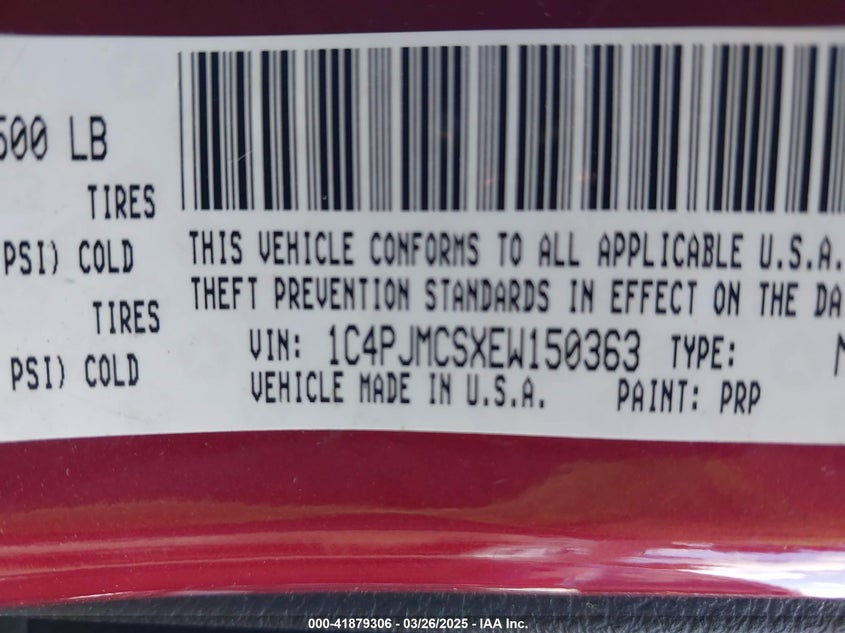 500 LB
TIRES
PSI) COLD
TIRES
PSI) COLD
THIS VEHICLE CONFORMS TO ALL APPLICABLE U.S.A.
THEFT PREVENTION STANDARDS IN EFFECT ON THE DA
VIN: 1C4PJMCSXEW150363 TYPE: M
VEHICLE MADE IN U.S.A. PAINT: PRP
000-41879306 | 03/26/2025 - © IAA Inc.